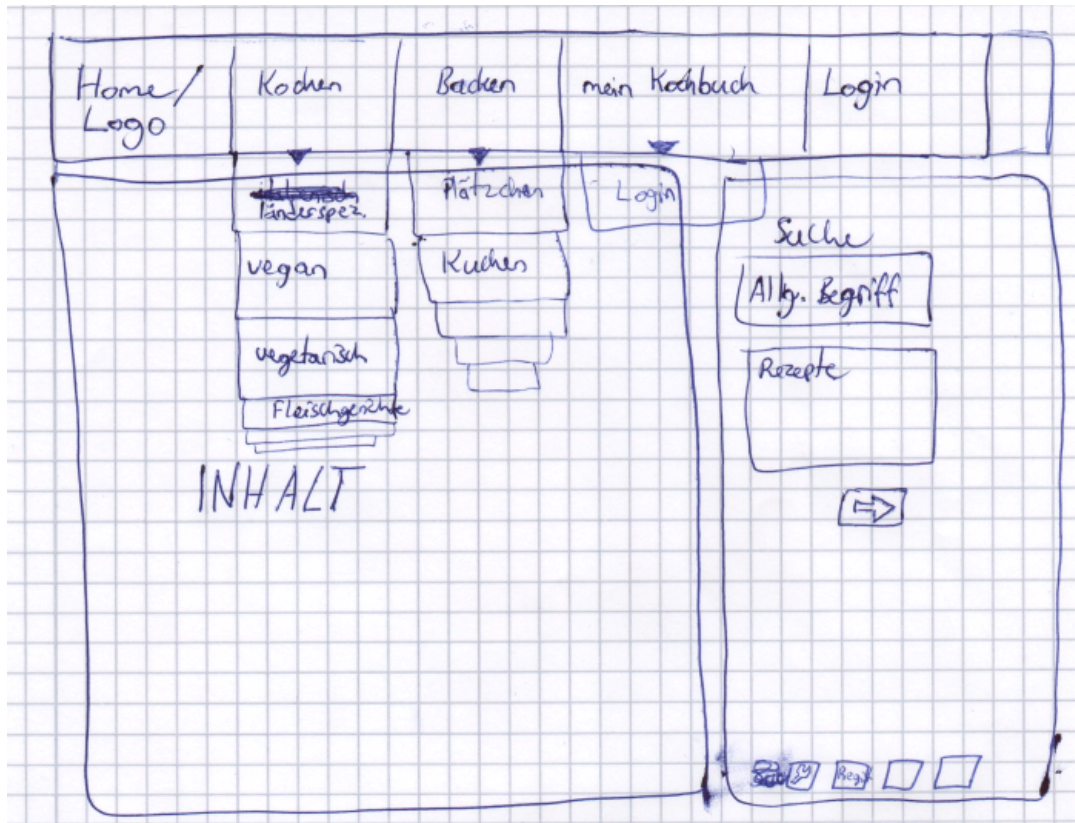 Home/
Logo
Kochen
Backen
mein Kochbuch
Login
länderspez.
vegan
vegetarisch
Fleischgerichte
Plätzchen
Kuchen
Login
INHALT
Suche
Allg. Begriff
Rezepte